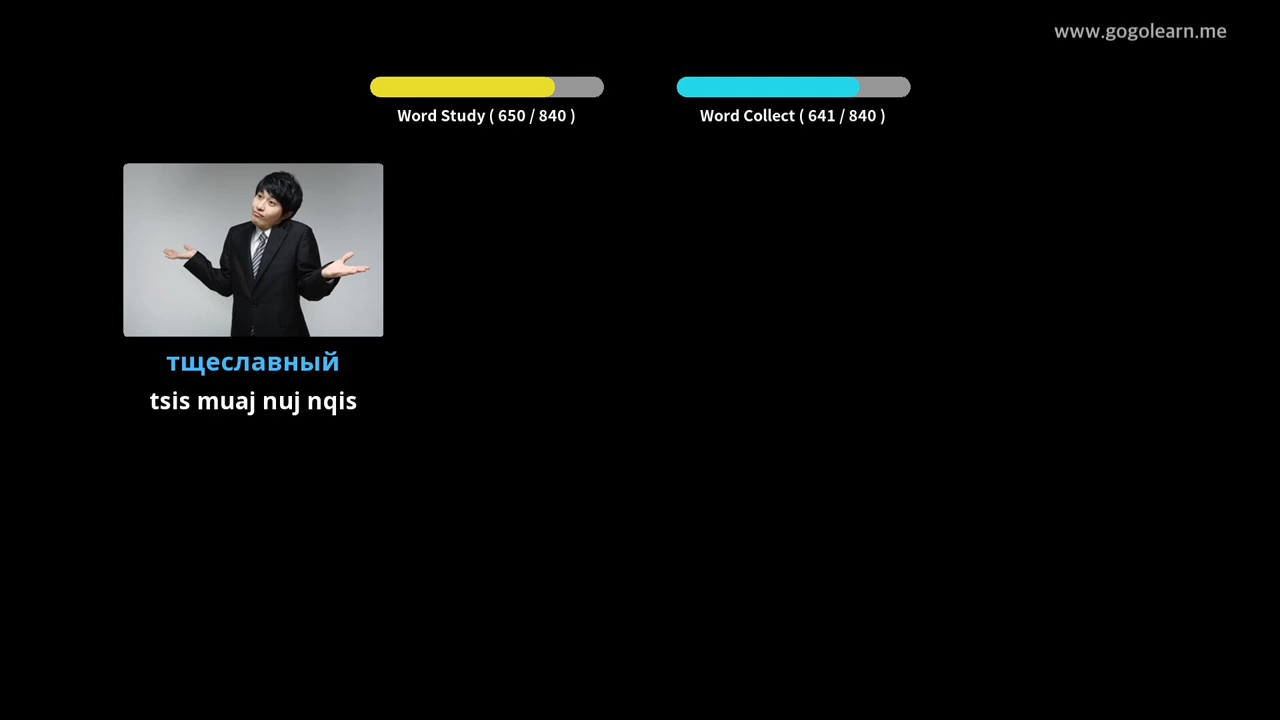 www.gogolearn.me
Word Study ( 650 / 840 )
Word Collect ( 641 / 840 )
тщеславный
tsis muaj nuj nqis